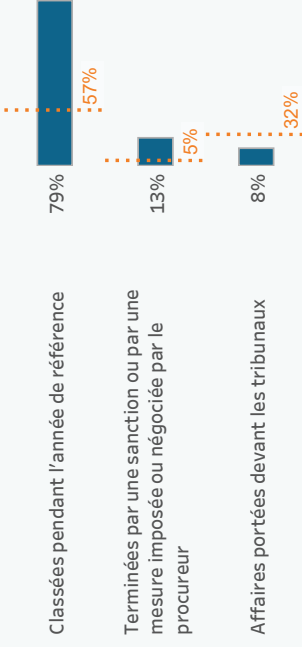 Classées pendant l'année de référence
79%
57%
Terminées par une sanction ou par une
mesure imposée ou négociée par le
procureur
13%
5%
Affaires portées devant les tribunaux
8%
32%